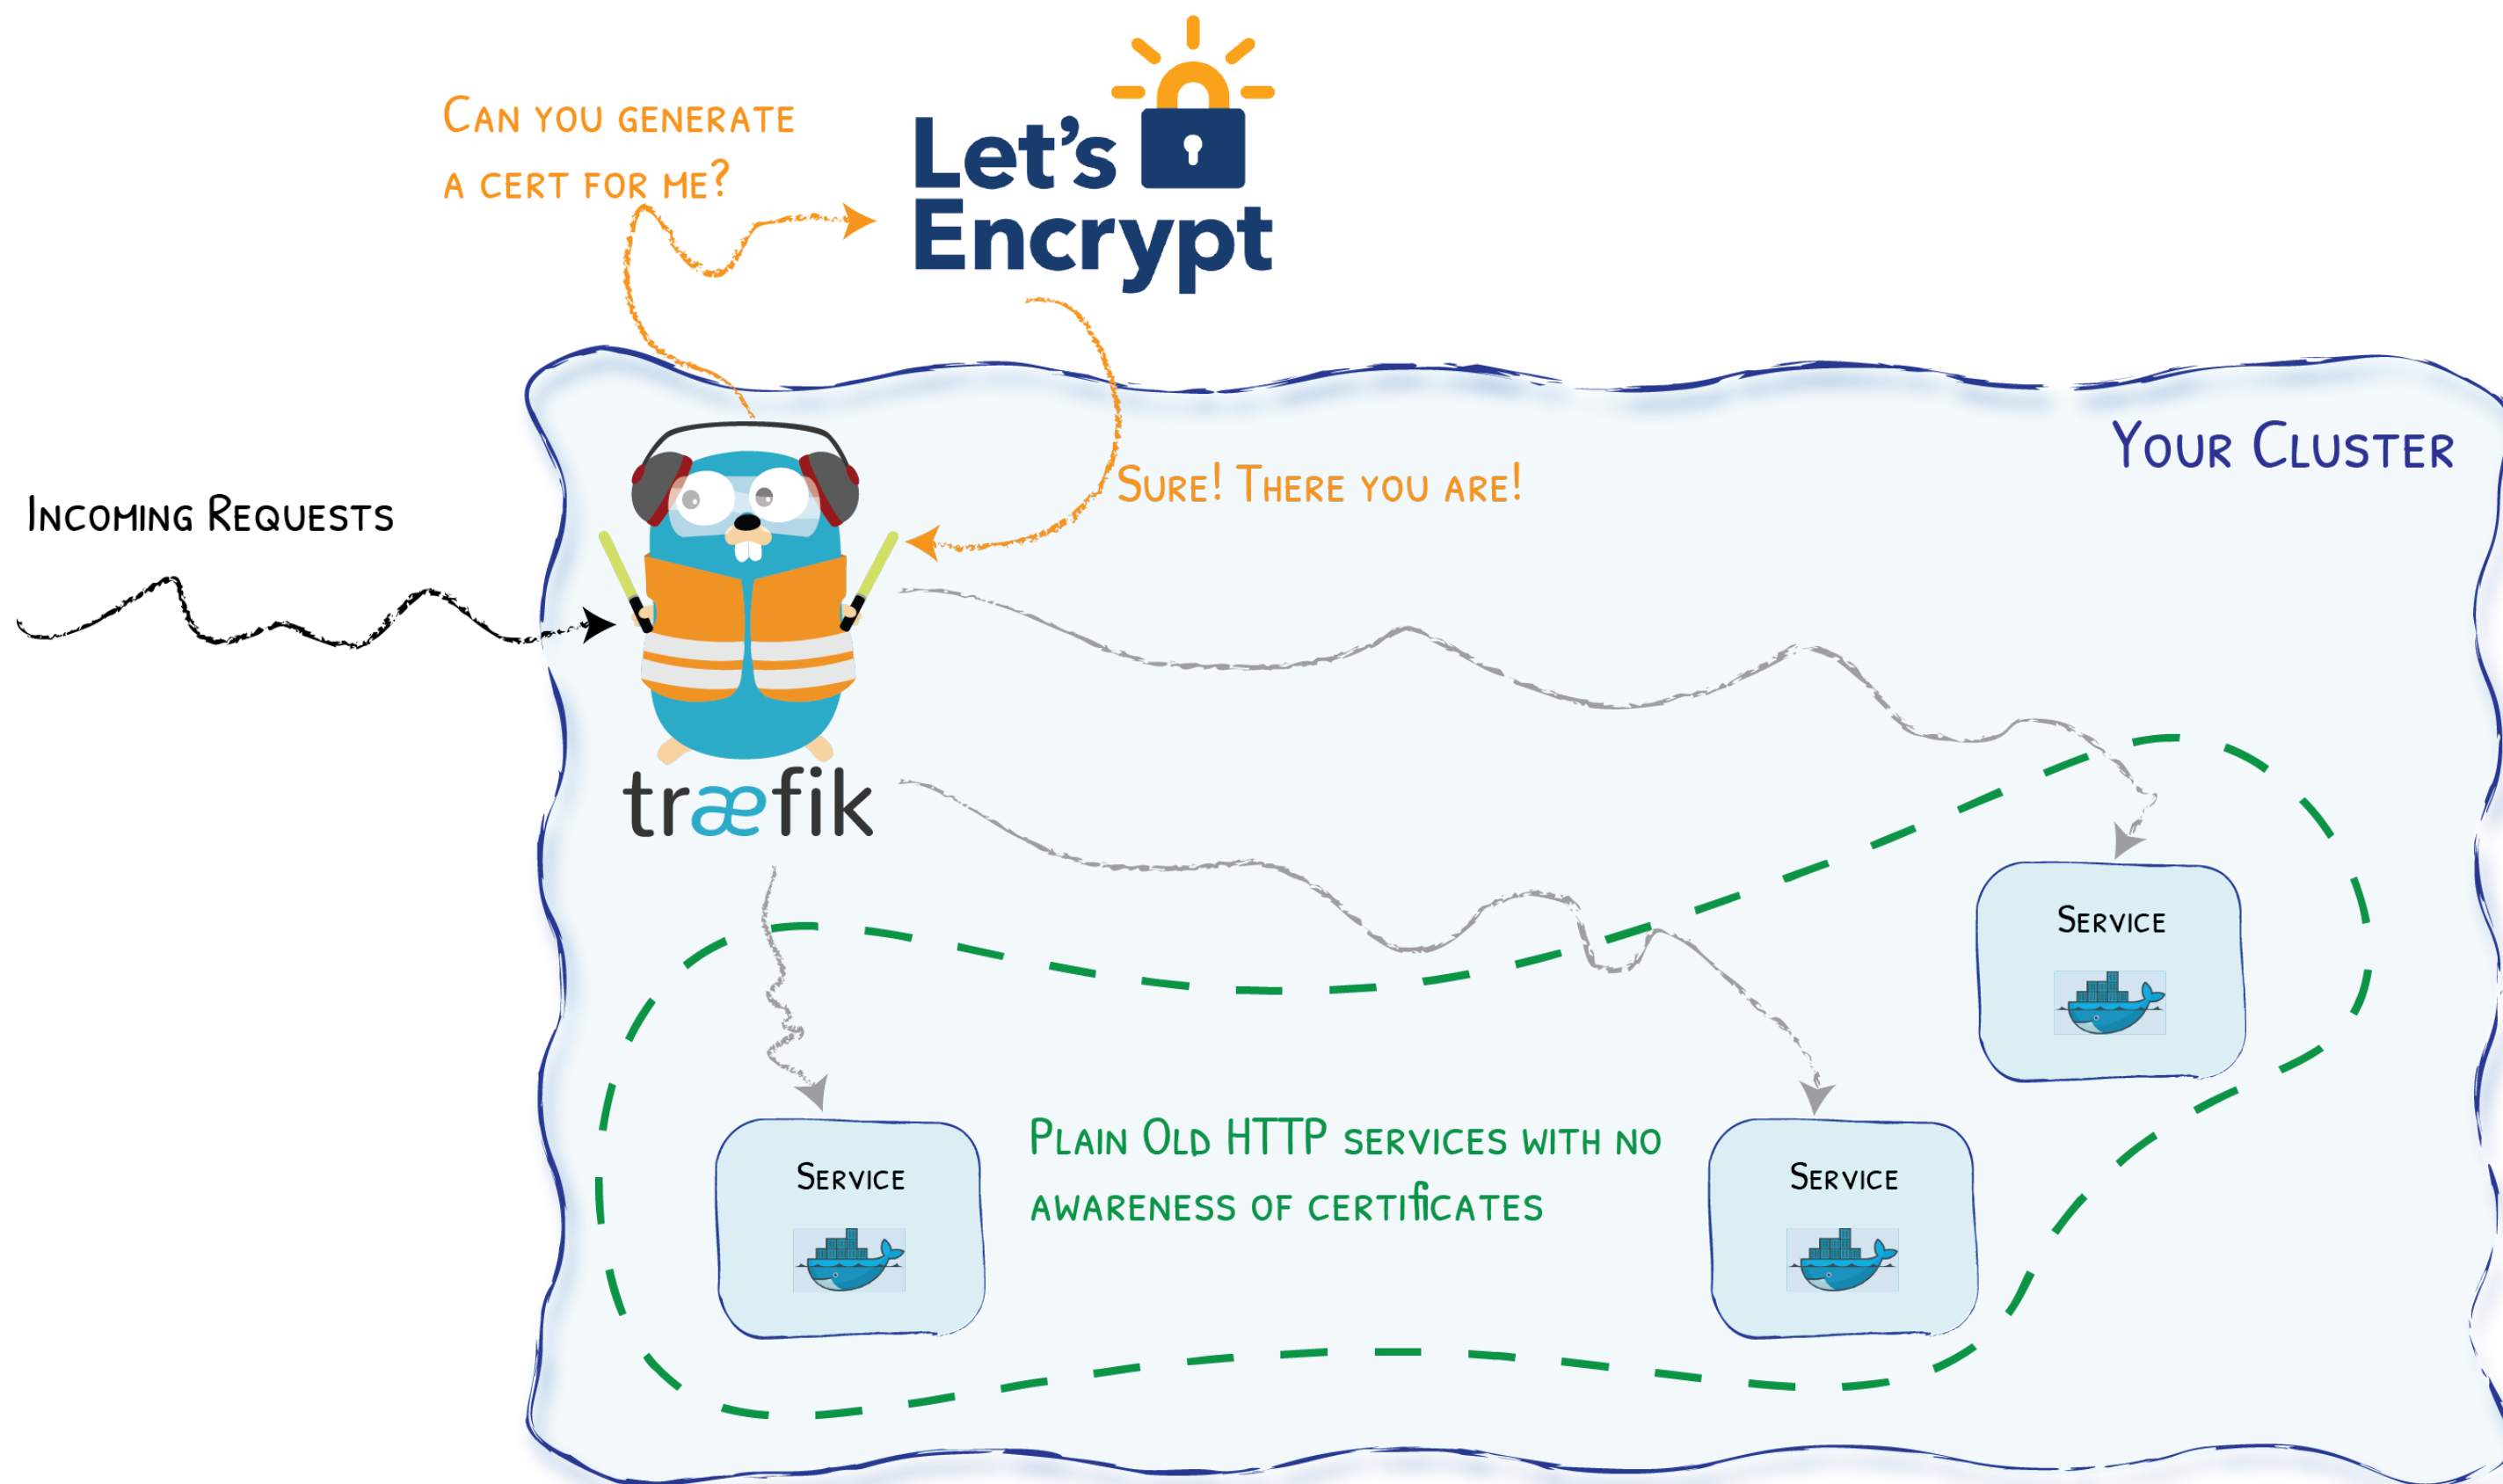 Can you generate
a cert for me?
Let's
Encrypt
Your Cluster
Sure! There you are!
Incoming Requests
træfik
Service
Plain Old HTTP services with no
awareness of certificates
Service
Service